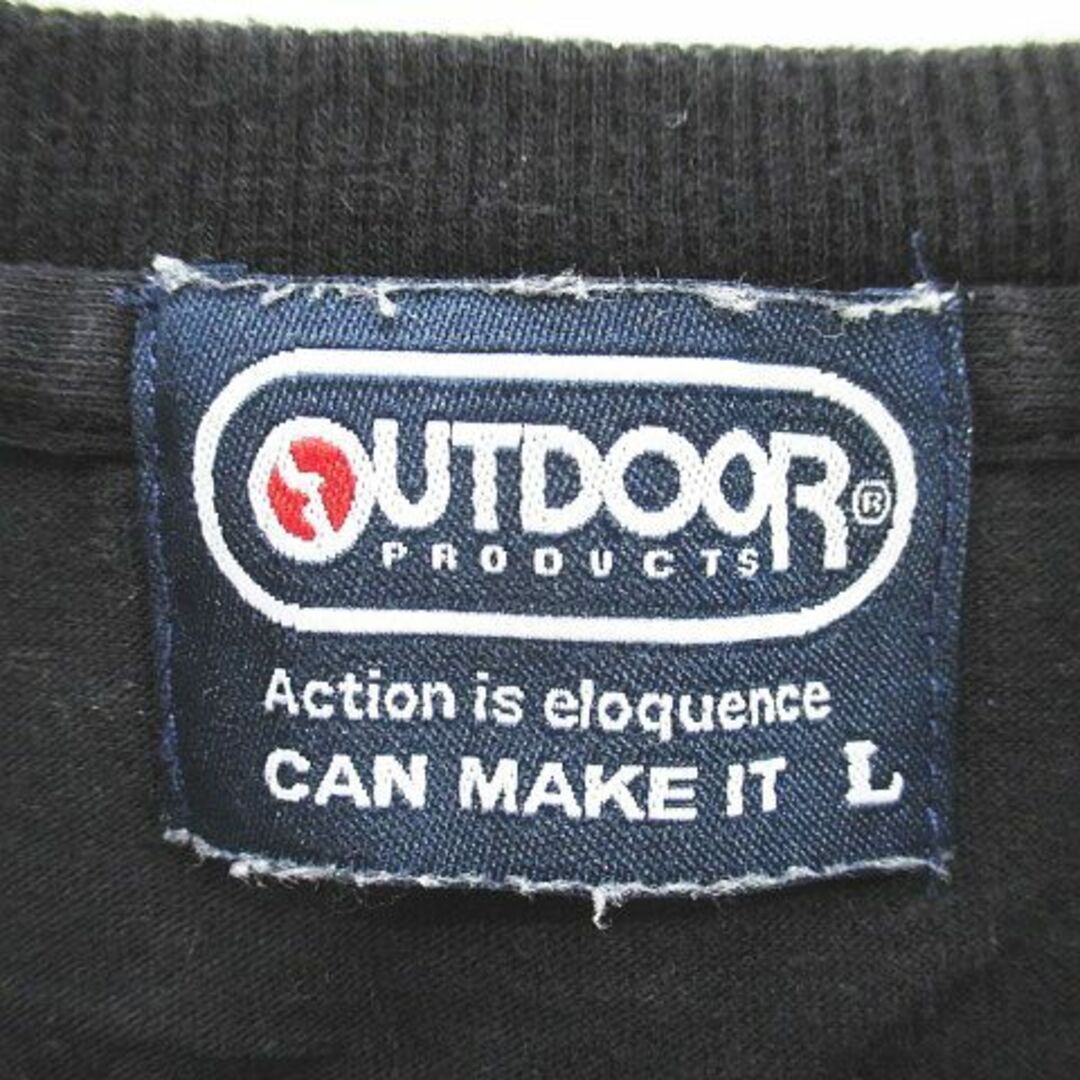 OUTDOOR®
PRODUCTS
Action is eloquence
CAN MAKE IT L